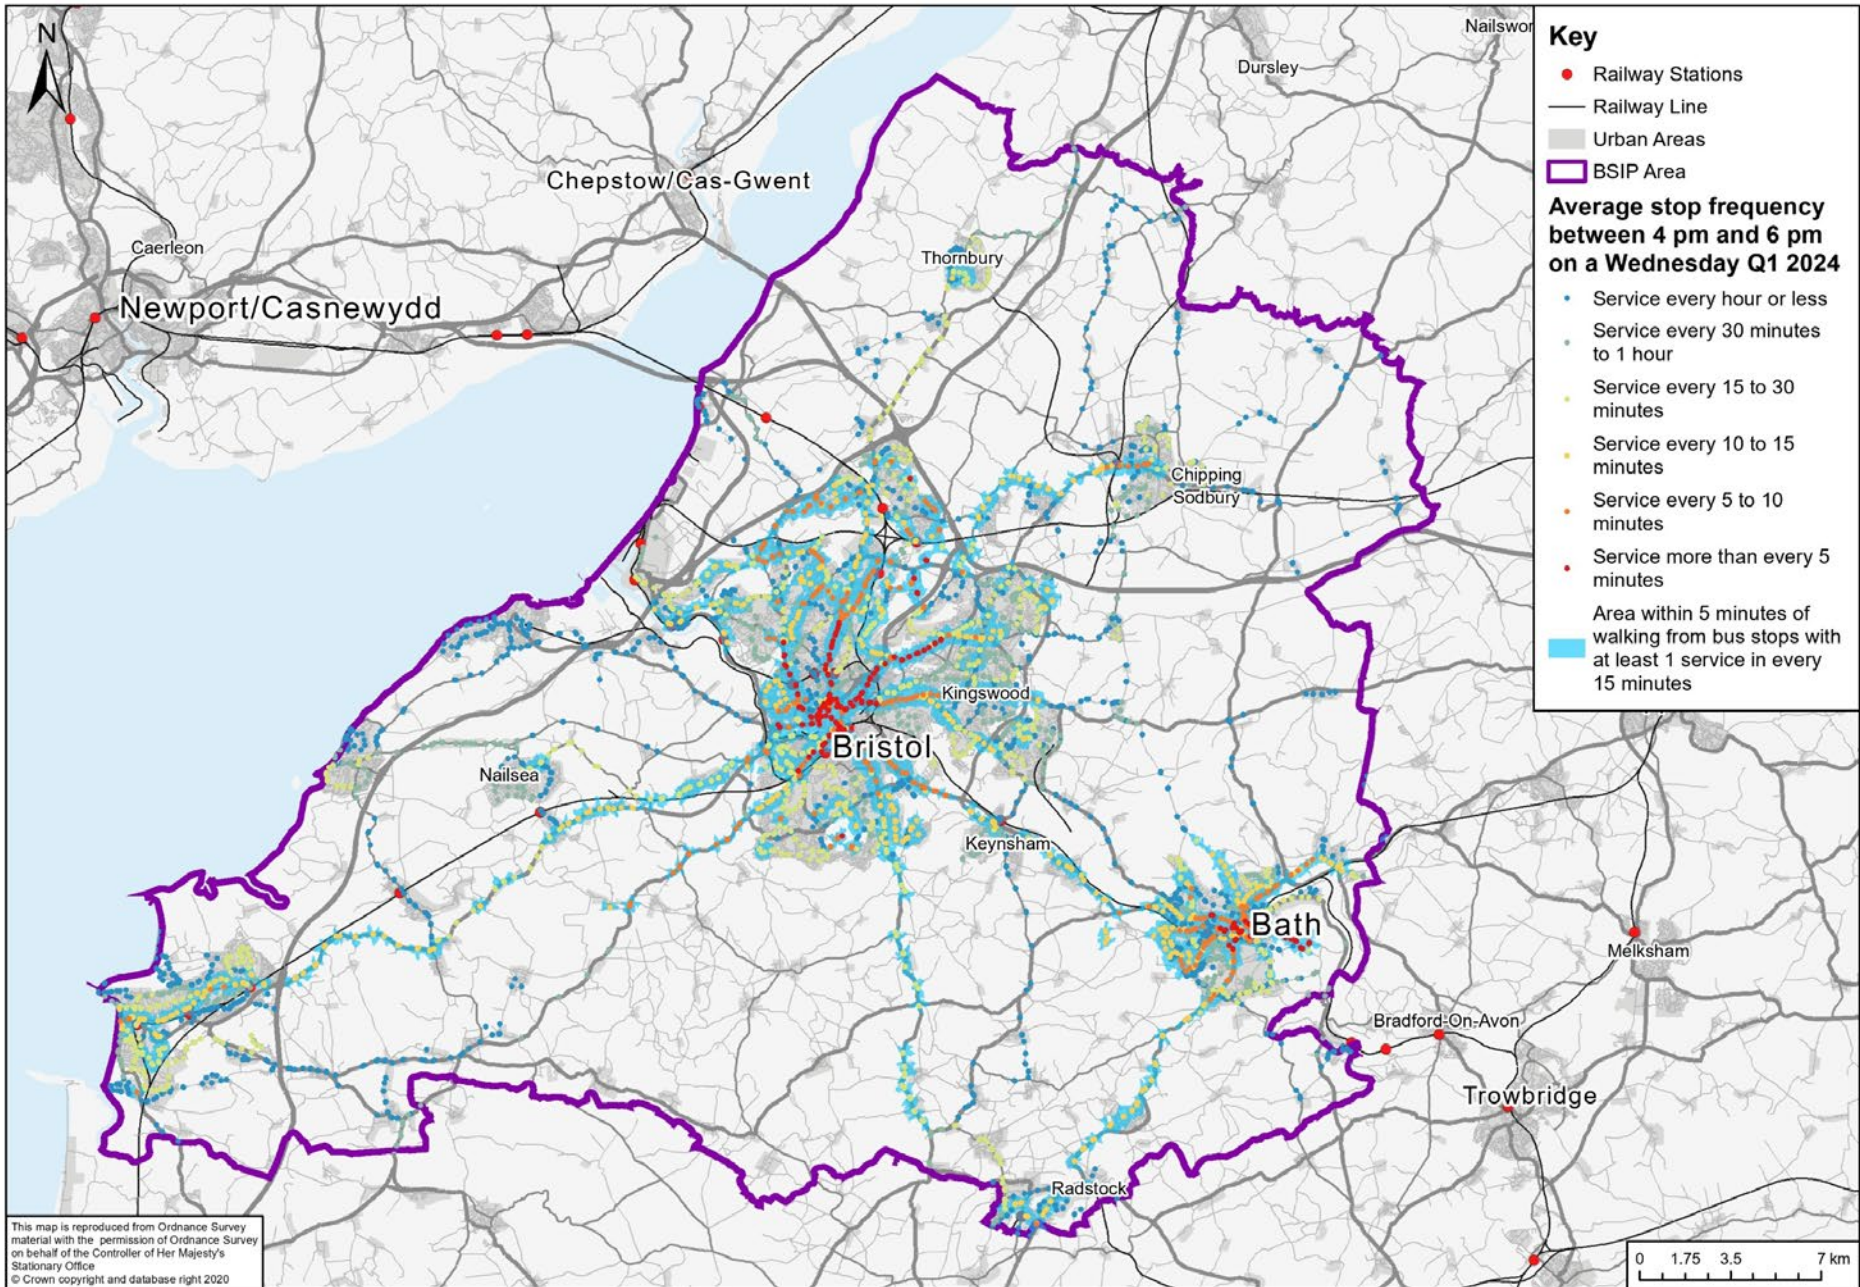 N
Nailswor
Dursley
Chepstow/Cas-Gwent
Caerleon
Thornbury
Newport/Casnewydd
Chipping
Sodbury
Kingswood
Bristol
Nailsea
Keynsham
Bath
Melksham
Bradford-On-Avon
Trowbridge
Radstock
Key
Railway Stations
Railway Line
Urban Areas
BSIP Area
Average stop frequency
between 4 pm and 6 pm
on a Wednesday Q1 2024
Service every hour or less
Service every 30 minutes
to 1 hour
Service every 15 to 30
minutes
Service every 10 to 15
minutes
Service every 5 to 10
minutes
Service more than every 5
minutes
Area within 5 minutes of
walking from bus stops with
at least 1 service in every
15 minutes
This map is reproduced from Ordnance Survey
material with the permission of Ordnance Survey
on behalf of the Controller of Her Majesty's
Stationary Office
© Crown copyright and database right 2020
0 1.75 3.5 7 km